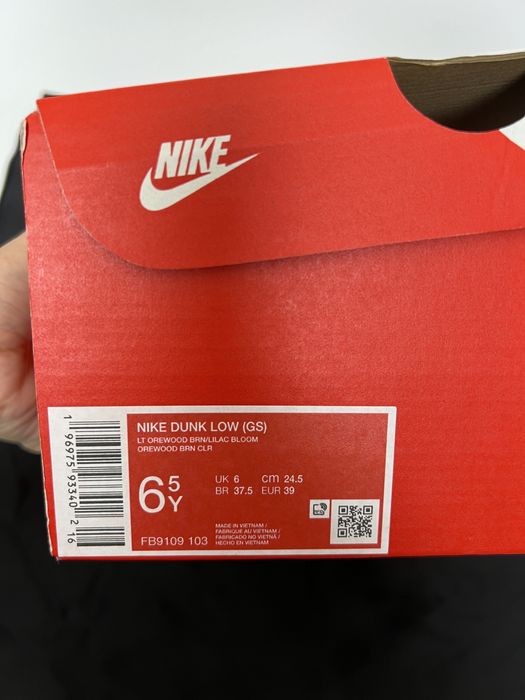 NIKE
NIKE DUNK LOW (GS)
LT OREWOOD BRN/LILAC BLOOM
OREWOOD BRN CLR
6 5 Y
UK 6 cm 24.5
BR 37.5 EUR 39
MADE IN VIETNAM /
FABRIQUE AU VIETNAM /
FABRICADO NO VIETNÃ /
HECHO EN VIETNAM
FB9109 103
1 96975 93340 2 16